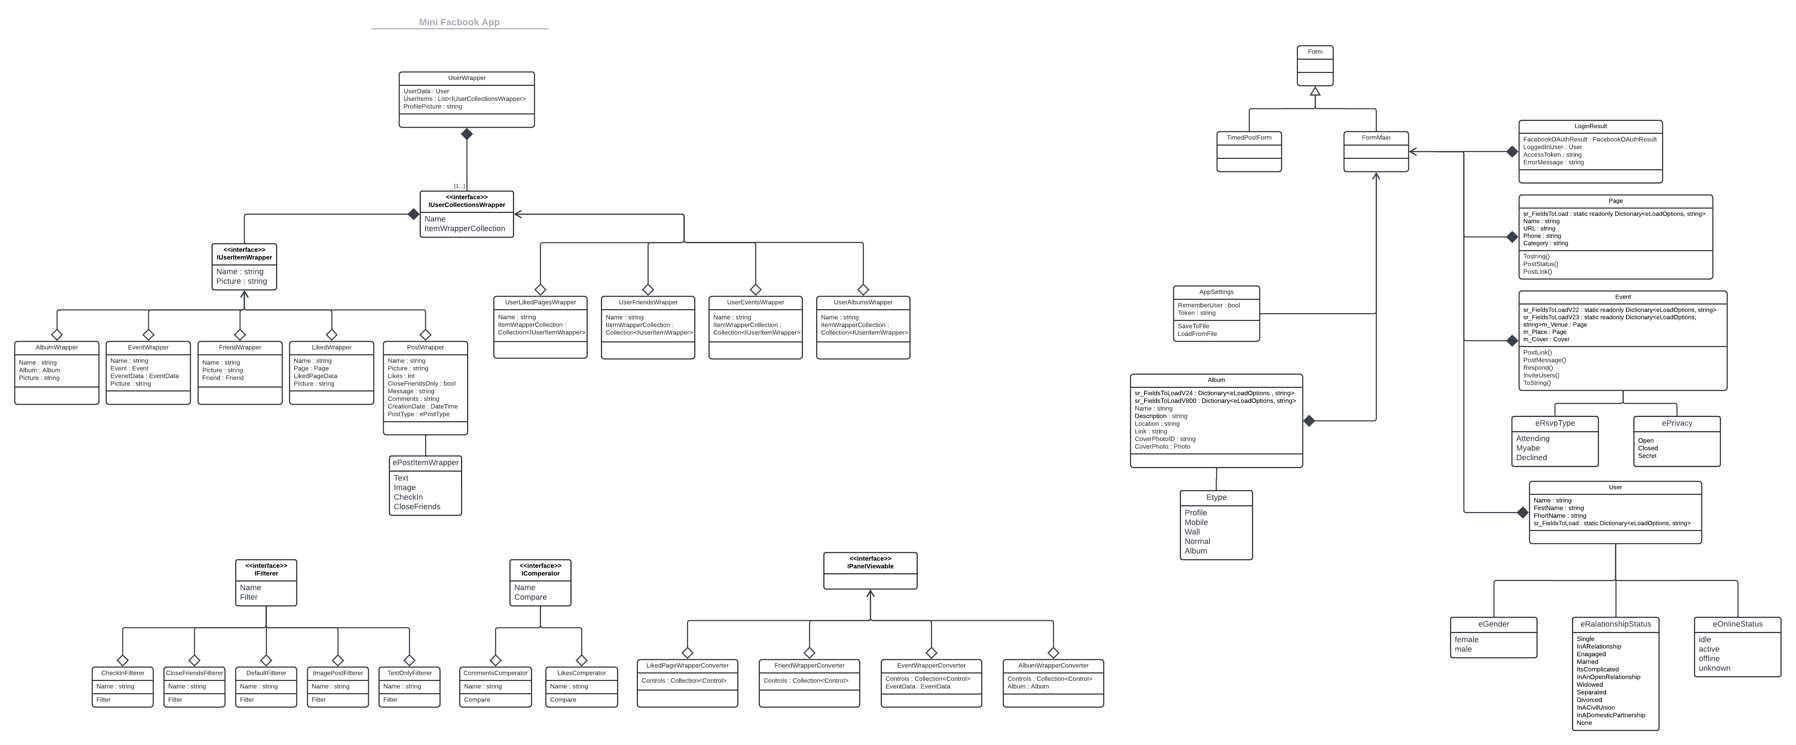 Mini Facbook App
UserWrapper
UserData : User
UserItems : List<IUserCollectionsWrapper>
ProfilePicture : string
[1...]
<<interface>>
IUserCollectionsWrapper
Name
ItemWrapperCollection
<<interface>>
IUserItemWrapper
Name : string
Picture : string
UserLikedPagesWrapper
Name : string
ItemWrapperCollection :
Collection<IUserItemWrapper>
UserFriendsWrapper
Name : string
ItemWrapperCollection :
Collection<IUserItemWrapper>
UserEventsWrapper
Name : string
ItemWrapperCollection :
Collection<IUserItemWrapper>
UserAlbumsWrapper
Name : string
ItemWrapperCollection :
Collection<IUserItemWrapper>
AlbumWrapper
Name : string
Album : Album
Picture : string
EventWrapper
Name : string
Event : Event
EvenetData : EventData
Picture : string
FriendWrapper
Name : string
Picture : string
Friend : Friend
LikedWrapper
Name : string
Page : Page
LikedPageData
Picture : string
PostWrapper
Name : string
Picture : string
Likes : int
CloseFriendsOnly : bool
Message : string
Comments : string
CreationDate : DateTime
PostType : ePostType
ePostItemWrapper
Text
Image
CheckIn
CloseFriends
<<interface>>
IFilterer
Name
Filter
CheckInFilterer
Name : string
Filter
CloseFriendsFilterer
Name : string
Filter
DefaultFilterer
Name : string
Filter
ImagePostFilterer
Name : string
Filter
TextOnlyFilterer
Name : string
Filter
<<interface>>
IComperator
Name
Compare
CommentsComperator
Name : string
Compare
LikesComperator
Name : string
Compare
<<interface>>
IPanelViewable
LikedPageWrapperConverter
Controls : Collection<Control>
FriendWrapperConverter
Controls : Collection<Control>
EventWrapperConverter
Controls : Collection<Control>
EventData : EventData
AlbumWrapperConverter
Controls : Collection<Control>
Album : Album
Form
TimedPostForm
FormMain
AppSettings
RememberUser : bool
Token : string
SaveToFile
LoadFromFile
Album
sr_FieldsToLoadV24 : Dictionary<eLoadOptions , string>
sr_FieldsToLoadV800 : Dictionary<eLoadOptions, string>
Name : string
Description : string
Location : string
Link : string
CoverPhotoID : string
CoverPhoto : Photo
Etype
Profile
Mobile
Wall
Normal
Album
LoginResult
FacebookOAuthResult : FacebookOAuthResult
LoggedInUser : User
AccessToken : string
ErrorMessage : string
Page
sr_FieldsToLoad : static readonly Dictionary<eLoadOptions, string>
Name : string
URL : string
Phone : string
Category : string
Tostring()
PostStatus()
PostLink()
Event
sr_FieldsToLoadV22 : static readonly Dictionary<eLoadOptions, string>
sr_FieldsToLoadV23 : static readonly Dictionary<eLoadOptions,
string>m_Venue : Page
m_Place : Page
m_Cover : Cover
PostLink()
PostMessage()
Respond()
InviteUsers()
ToString()
eRsvpType
Attending
Myabe
Declined
ePrivacy
Open
Closed
Secret
User
Name : string
FirstName : string
FhortName : string
sr_FieldsToLoad : static Dictionary<eLoadOptions, string>
eGender
female
male
eRalationshipStatus
Single
InARelationship
Enagaged
Married
ItsComplicated
InAnOpenRelationship
Widowed
Separated
Divorced
InACivilUnion
InADomesticPartnership
None
eOnlineStatus
idle
active
offline
unknown